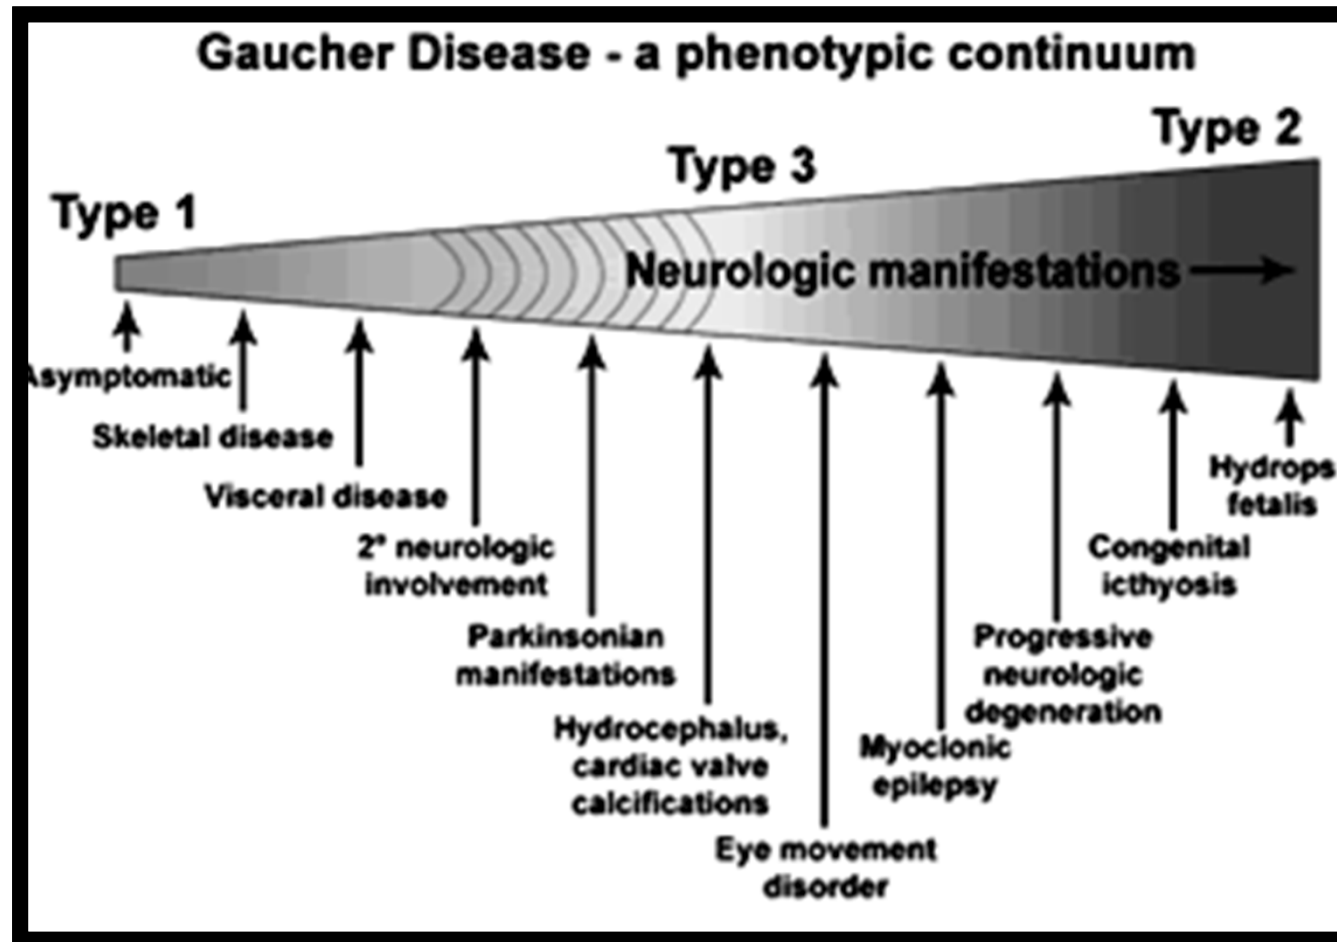 Gaucher Disease - a phenotypic continuum
Type 2
Type 3
Type 1
Neurologic manifestations
Asymptomatic
Skeletal disease
Visceral disease
2° neurologic
involvement
Parkinsonian
manifestations
Hydrocephalus,
cardiac valve
calcifications
Eye movement
disorder
Myoclonic
epilepsy
Progressive
neurologic
degeneration
Congenital
icthyosis
Hydrops
fetalis